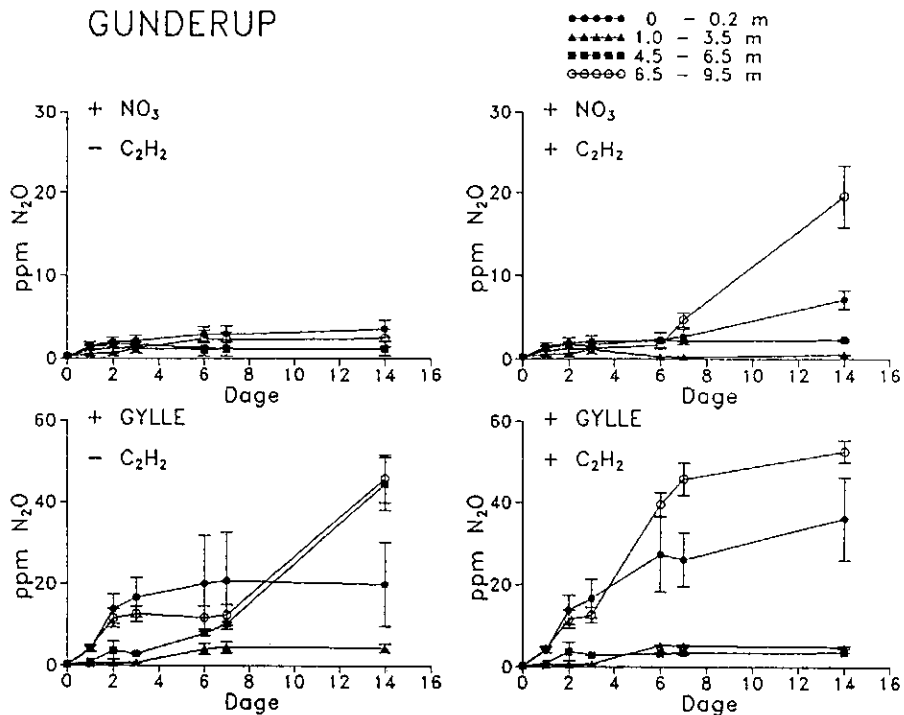 GUNDERUP
0 – 0.2 m
1.0 – 3.5 m
4.5 – 6.5 m
6.5 – 9.5 m
+ NO₃
− C₂H₂
ppm N₂O
30
20
10
0
0 2 4 6 8 10 12 14 16
Dage
+ NO₃
+ C₂H₂
ppm N₂O
30
20
10
0
0 2 4 6 8 10 12 14 16
Dage
+ GYLLE
− C₂H₂
ppm N₂O
60
40
20
0
0 2 4 6 8 10 12 14 16
Dage
+ GYLLE
+ C₂H₂
ppm N₂O
60
40
20
0
0 2 4 6 8 10 12 14 16
Dage